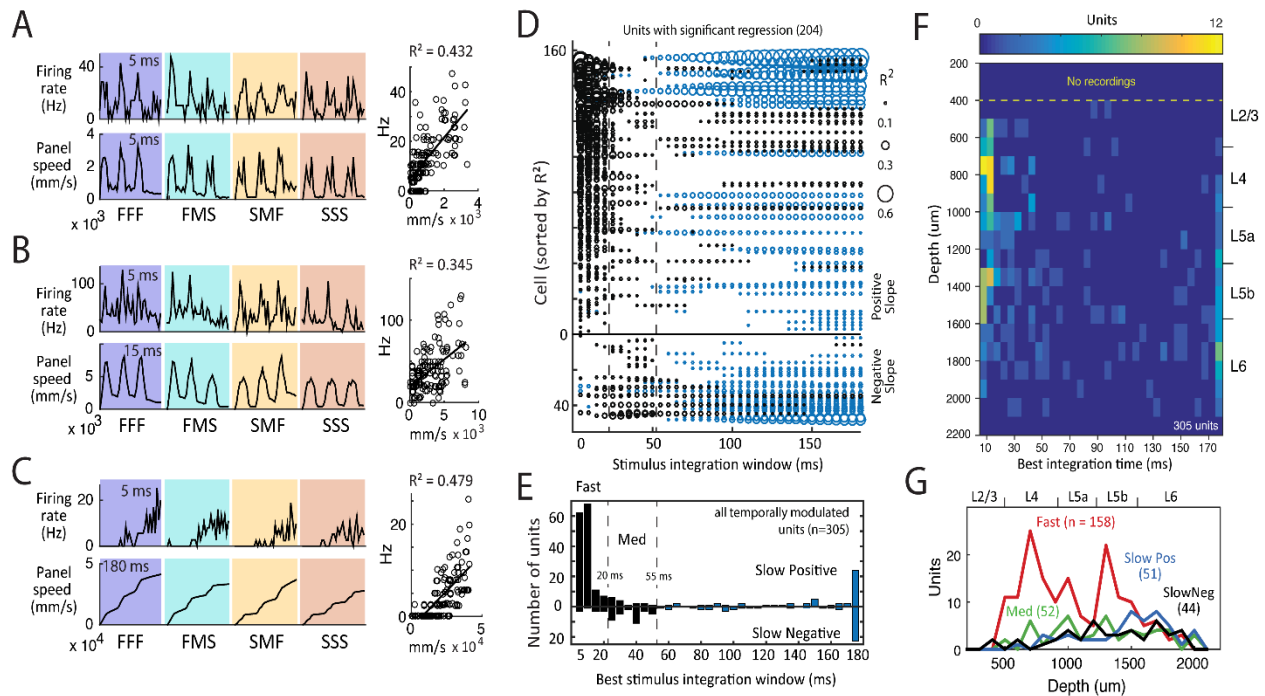 A
Firing
rate
(Hz)
40
0
5 ms
Panel
speed
(mm/s)
4
2
0
5 ms
x 10³
FFF
FMS
SMF
SSS
R² = 0.432
Hz
40
20
0
0
2
4
mm/s x 10³
B
Firing
rate
(Hz)
100
0
5 ms
Panel
speed
(mm/s)
5
0
15 ms
x 10³
FFF
FMS
SMF
SSS
R² = 0.345
Hz
100
0
0
5
10
mm/s x 10³
C
Firing
rate
(Hz)
20
0
5 ms
Panel
speed
(mm/s)
5
0
180 ms
x 10⁴
FFF
FMS
SMF
SSS
R² = 0.479
Hz
20
10
0
0
5
mm/s x 10⁴
D
Units with significant regression (204)
Cell (sorted by R²)
160
0
40
R²
0.1
0.3
0.6
Positive
Slope
Negative
Slope
0
50
100
150
Stimulus integration window (ms)
E
Fast
Med
all temporally modulated
units (n=305)
20 ms
55 ms
Slow Positive
Slow Negative
Number of units
60
40
20
0
20
5
20
40
60
80
100
120
140
160
180
Best stimulus integration window (ms)
F
Units
0
12
No recordings
Depth (um)
200
400
600
800
1000
1200
1400
1600
1800
2000
2200
L2/3
L4
L5a
L5b
L6
305 units
10
30
50
70
90
110
130
150
170
Best integration time (ms)
G
L2/3
L4
L5a
L5b
L6
Fast (n = 158)
Slow Pos
(51)
SlowNeg
(44)
Med (52)
Units
20
10
0
500
1000
1500
2000
Depth (um)